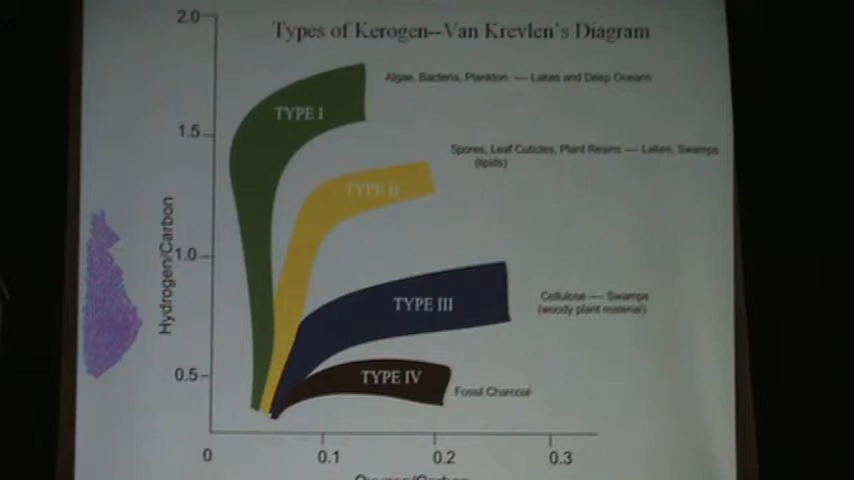 2.0
Types of Kerogen--Van Krevlen's Diagram
Algae, Bacteria, Plankton ---- Lakes and Deep Oceans
TYPE I
1.5
Spores, Leaf Cuticles, Plant Resins ---- Lakes, Swamps
(lipids)
TYPE II
Hydrogen/Carbon
1.0
Cellulose ---- Swamps
(woody plant material)
TYPE III
0.5
TYPE IV
Fossil Charcoal
0
0.1
0.2
0.3
Oxygen/Carbon